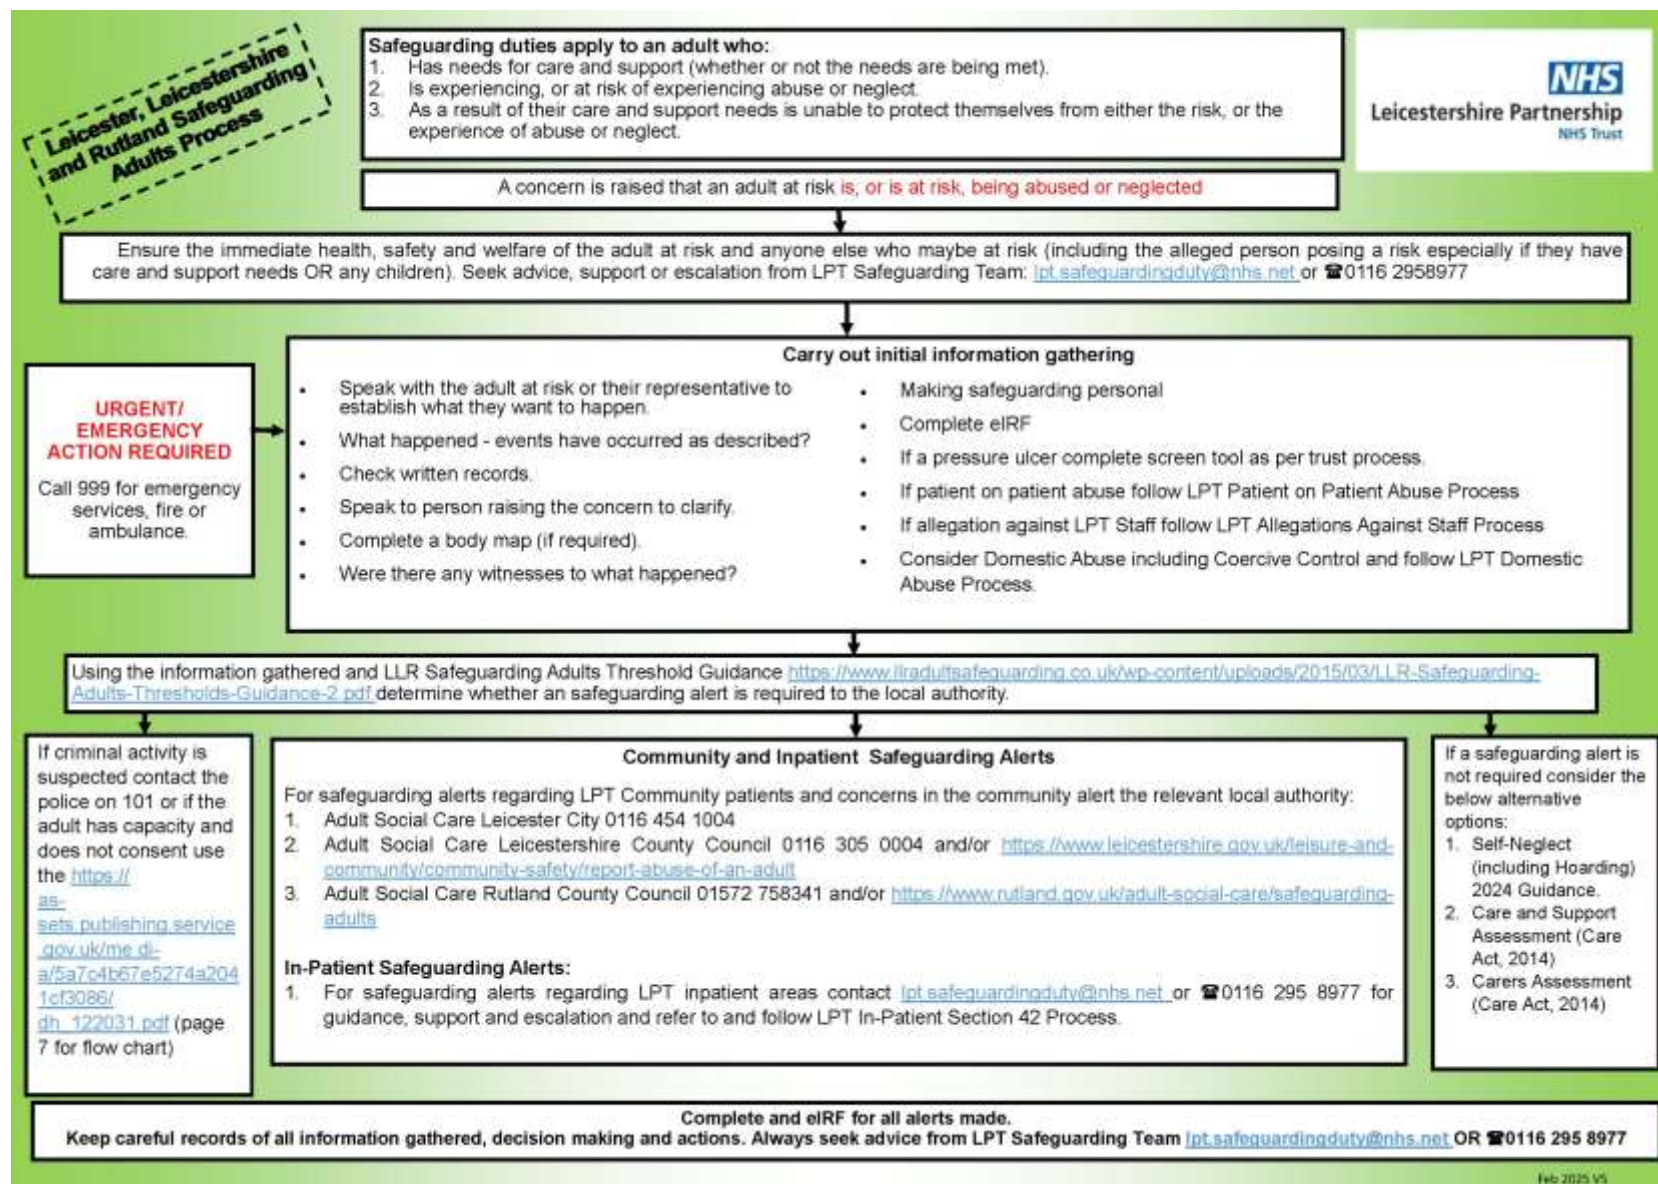 Leicester, Leicestershire
and Rutland Safeguarding
Adults Process
Safeguarding duties apply to an adult who:
1. Has needs for care and support (whether or not the needs are being met).
2. Is experiencing, or at risk of experiencing abuse or neglect.
3. As a result of their care and support needs is unable to protect themselves from either the risk, or the
experience of abuse or neglect.
NHS
Leicestershire Partnership
NHS Trust
A concern is raised that an adult at risk is, or is at risk, being abused or neglected
Ensure the immediate health, safety and welfare of the adult at risk and anyone else who maybe at risk (including the alleged person posing a risk especially if they have
care and support needs OR any children). Seek advice, support or escalation from LPT Safeguarding Team: lpt.safeguardingduty@nhs.net or ☎0116 2958977
URGENT/
EMERGENCY
ACTION REQUIRED
Call 999 for emergency
services, fire or
ambulance.
Carry out initial information gathering
• Speak with the adult at risk or their representative to
establish what they want to happen.
• What happened - events have occurred as described?
• Check written records.
• Speak to person raising the concern to clarify.
• Complete a body map (if required).
• Were there any witnesses to what happened?
• Making safeguarding personal
• Complete eIRF
• If a pressure ulcer complete screen tool as per trust process.
• If patient on patient abuse follow LPT Patient on Patient Abuse Process
• If allegation against LPT Staff follow LPT Allegations Against Staff Process
• Consider Domestic Abuse including Coercive Control and follow LPT Domestic
Abuse Process.
Using the information gathered and LLR Safeguarding Adults Threshold Guidance https://www.llradultsafeguarding.co.uk/wp-content/uploads/2015/03/LLR-Safeguarding-
Adults-Thresholds-Guidance-2.pdf determine whether an safeguarding alert is required to the local authority.
If criminal activity is
suspected contact the
police on 101 or if the
adult has capacity and
does not consent use
the https://
as-
sets.publishing.service
.gov.uk/me di-
a/5a7c4b67e5274a204
1cf3086/
dh_122031.pdf (page
7 for flow chart)
Community and Inpatient Safeguarding Alerts
For safeguarding alerts regarding LPT Community patients and concerns in the community alert the relevant local authority:
1. Adult Social Care Leicester City 0116 454 1004
2. Adult Social Care Leicestershire County Council 0116 305 0004 and/or https://www.leicestershire.gov.uk/leisure-and-
community/community-safety/report-abuse-of-an-adult
3. Adult Social Care Rutland County Council 01572 758341 and/or https://www.rutland.gov.uk/adult-social-care/safeguarding-
adults
In-Patient Safeguarding Alerts:
1. For safeguarding alerts regarding LPT inpatient areas contact lpt.safeguardingduty@nhs.net or ☎0116 295 8977 for
guidance, support and escalation and refer to and follow LPT In-Patient Section 42 Process.
If a safeguarding alert is
not required consider the
below alternative
options:
1. Self-Neglect
(including Hoarding)
2024 Guidance.
2. Care and Support
Assessment (Care
Act, 2014)
3. Carers Assessment
(Care Act, 2014)
Complete and eIRF for all alerts made.
Keep careful records of all information gathered, decision making and actions. Always seek advice from LPT Safeguarding Team lpt.safeguardingduty@nhs.net OR ☎0116 295 8977
Feb 2025 V5